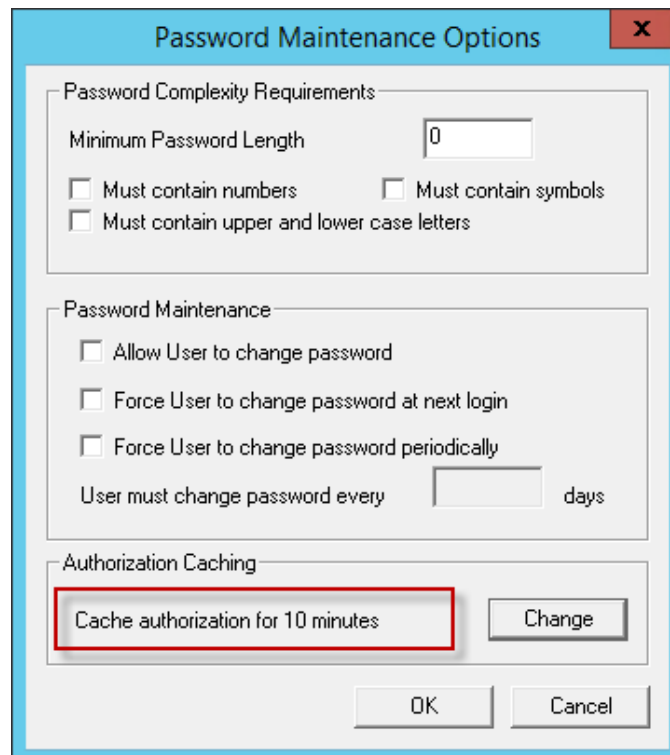 Password Maintenance Options
x
Password Complexity Requirements
Minimum Password Length 0
Must contain numbers Must contain symbols
Must contain upper and lower case letters
Password Maintenance
Allow User to change password
Force User to change password at next login
Force User to change password periodically
User must change password every days
Authorization Caching
Cache authorization for 10 minutes Change
OK Cancel